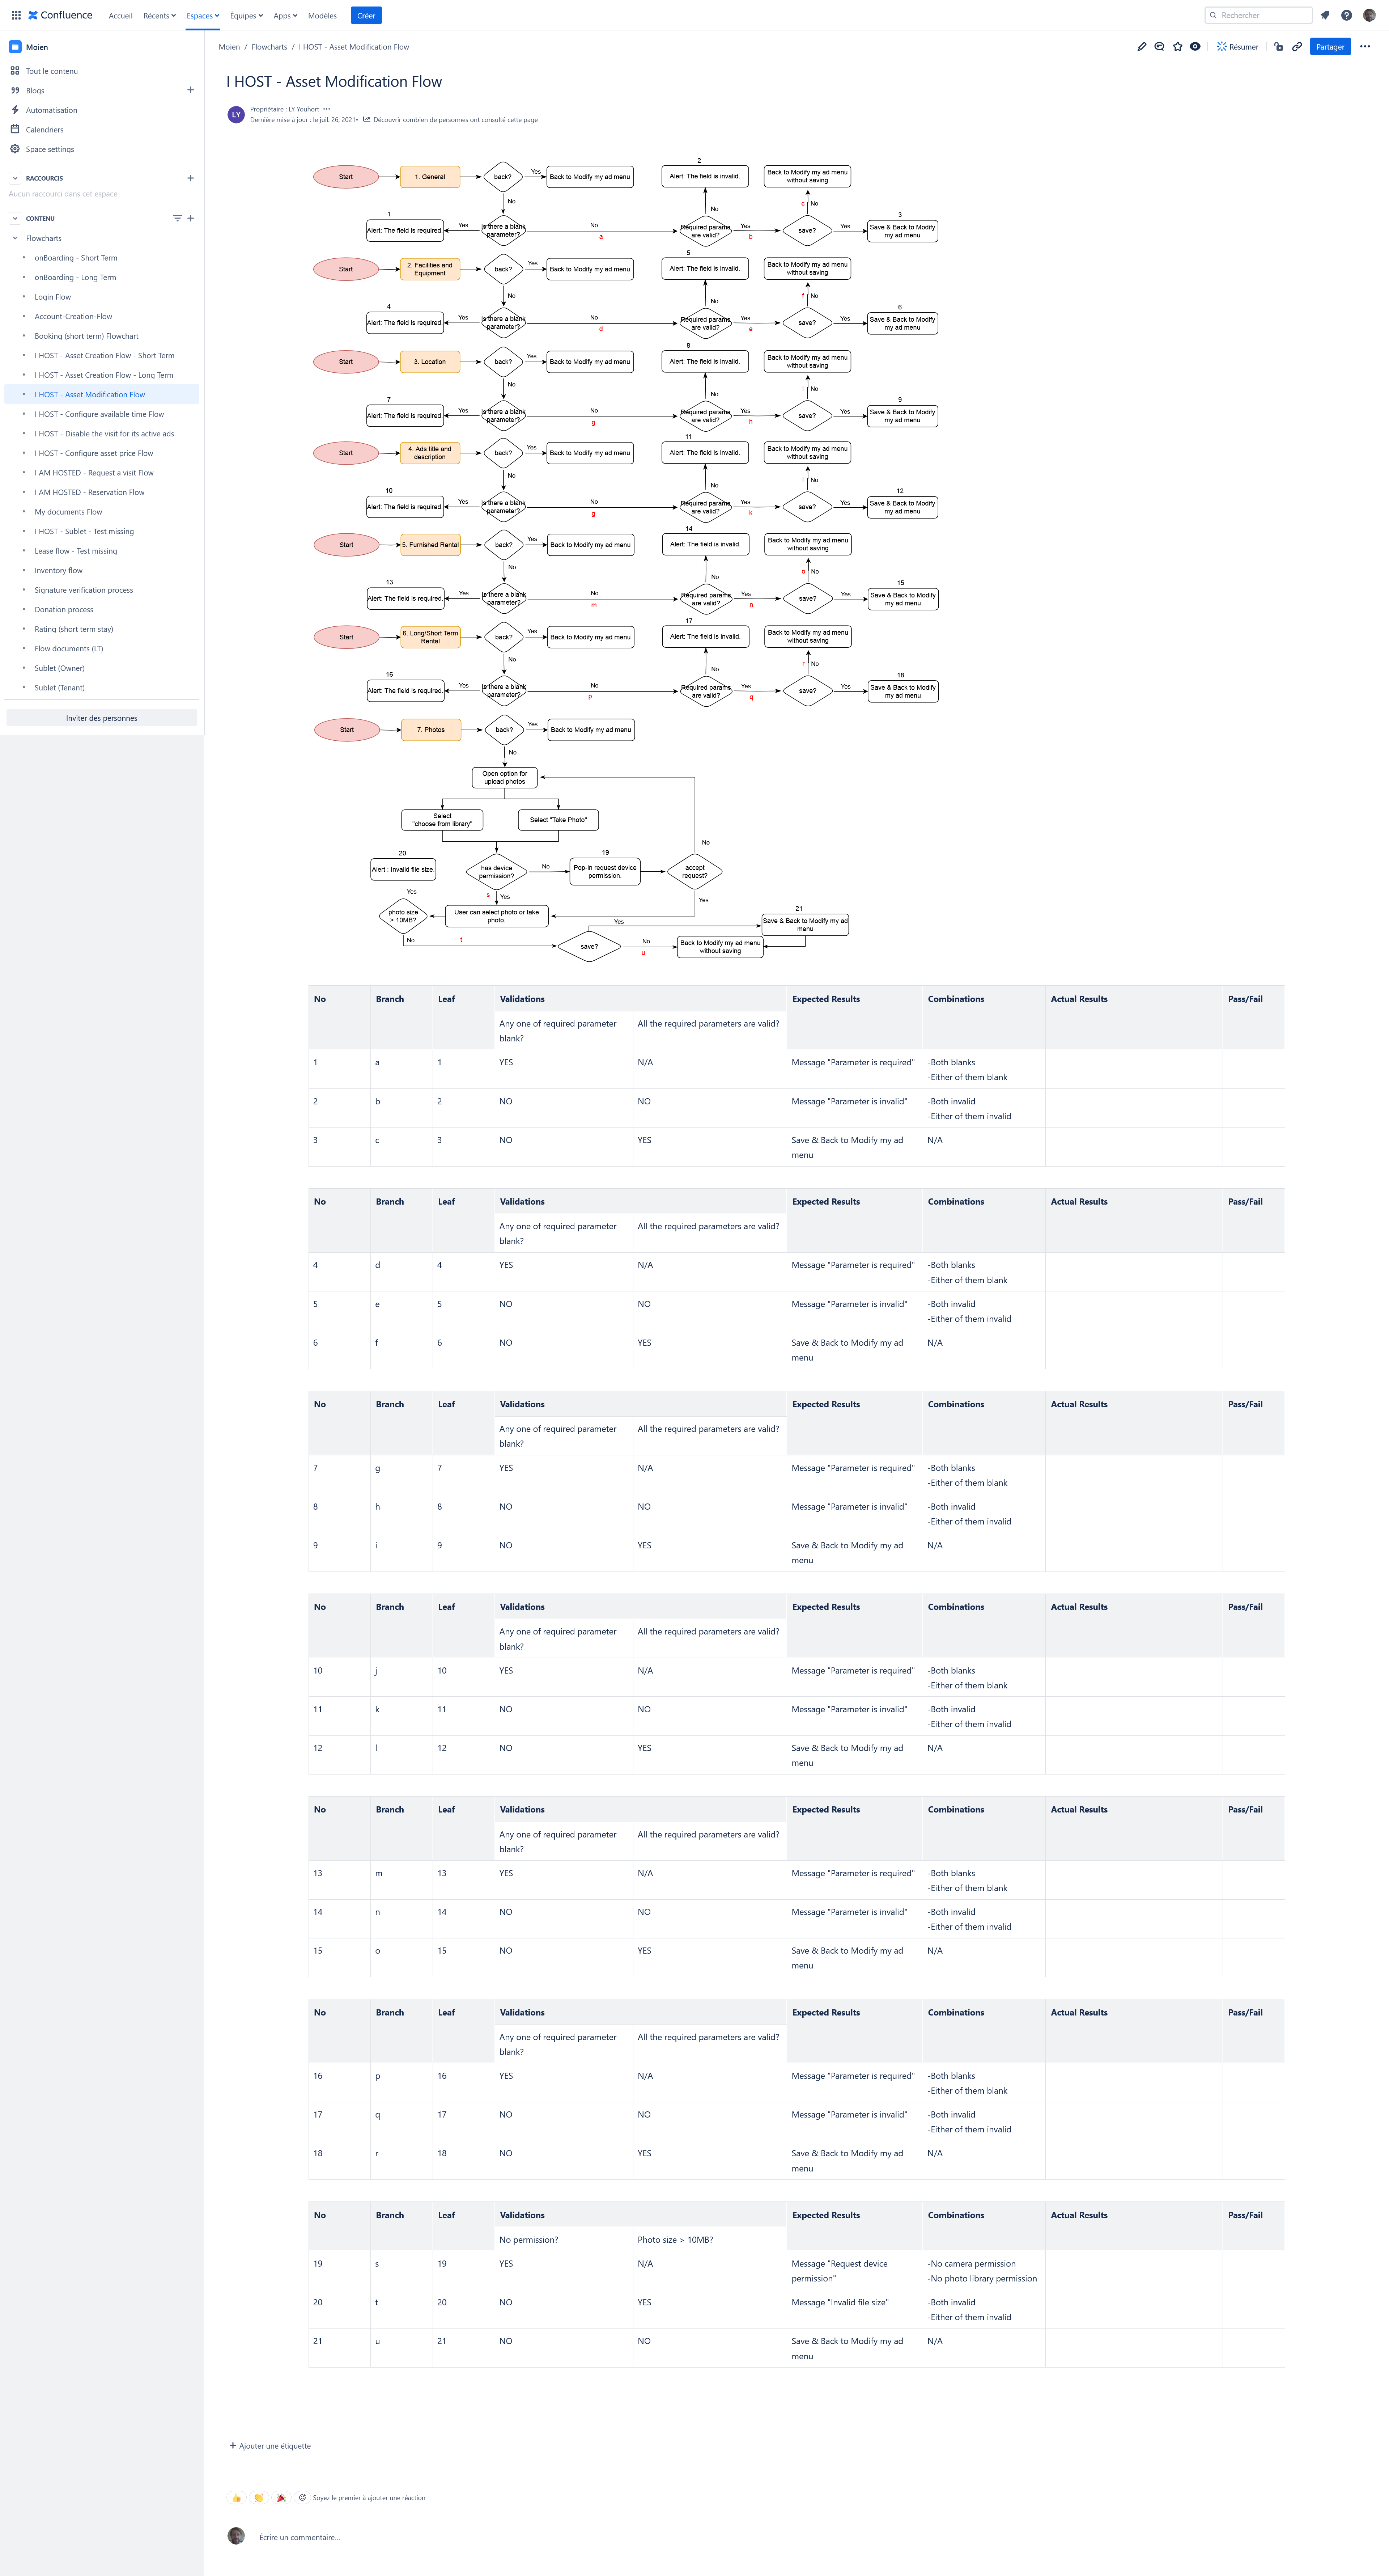 Confluence Accueil Récents Espaces Équipes Apps Modèles Créer Rechercher
Moien
Tout le contenu
Blogs
Automatisation
Calendriers
Space settings
RACCOURCIS
Aucun raccourci dans cet espace
CONTENU
Flowcharts
onBoarding - Short Term
onBoarding - Long Term
Login Flow
Account-Creation-Flow
Booking (short term) Flowchart
I HOST - Asset Creation Flow - Short Term
I HOST - Asset Creation Flow - Long Term
I HOST - Asset Modification Flow
I HOST - Configure available time Flow
I HOST - Disable the visit for its active ads
I HOST - Configure asset price Flow
I AM HOSTED - Request a visit Flow
I AM HOSTED - Reservation Flow
My documents Flow
I HOST - Sublet - Test missing
Lease flow - Test missing
Inventory flow
Signature verification process
Donation process
Rating (short term stay)
Flow documents (LT)
Sublet (Owner)
Sublet (Tenant)
Inviter des personnes
Moien / Flowcharts / I HOST - Asset Modification Flow
Résumer Partager
I HOST - Asset Modification Flow
LY
Propriétaire : LY Youhort
Dernière mise à jour : le juil. 26, 2021• Découvrir combien de personnes ont consulté cette page
Start 1. General back? Yes Back to Modify my ad menu
2
Alert: The field is invalid.
Back to Modify my ad menu
without saving
No No c No
1
Alert: The field is required. Yes
Is there a blank
parameter?
No
a
Required params
are valid?
Yes
b
save? Yes
3
Save & Back to Modify
my ad menu
Start
2. Facilities and
Equipment
back? Yes Back to Modify my ad menu
5
Alert: The field is invalid.
Back to Modify my ad menu
without saving
No No f No
4
Alert: The field is required. Yes
Is there a blank
parameter?
No
d
Required params
are valid?
Yes
e
save? Yes
6
Save & Back to Modify
my ad menu
Start 3. Location back? Yes Back to Modify my ad menu
8
Alert: The field is invalid.
Back to Modify my ad menu
without saving
No No i No
7
Alert: The field is required. Yes
Is there a blank
parameter?
No
g
Required params
are valid?
Yes
h
save? Yes
9
Save & Back to Modify
my ad menu
Start
4. Ads title and
description
back? Yes Back to Modify my ad menu
11
Alert: The field is invalid.
Back to Modify my ad menu
without saving
No No l No
10
Alert: The field is required. Yes
Is there a blank
parameter?
No
g
Required params
are valid?
Yes
k
save? Yes
12
Save & Back to Modify
my ad menu
Start 5. Furnished Rental back? Yes Back to Modify my ad menu
14
Alert: The field is invalid.
Back to Modify my ad menu
without saving
No No o No
13
Alert: The field is required. Yes
Is there a blank
parameter?
Yes
m
Required params
are valid?
Yes
n
save? Yes
15
Save & Back to Modify
my ad menu
Start
6. Long/Short Term
Rental
back? Yes Back to Modify my ad menu
17
Alert: The field is invalid.
Back to Modify my ad menu
without saving
No No r No
16
Alert: The field is required. Yes
Is there a blank
parameter?
No
p
Required params
are valid?
Yes
q
save? Yes
18
Save & Back to Modify
my ad menu
Start 7. Photos back? Yes Back to Modify my ad menu
No
Open option for
upload photos
Select
"choose from library"
Select "Take Photo"
No
20
Alert : Invalid file size.
has device
permission?
No
19
Pop-in request device
permission.
accept
request?
Yes s Yes Yes
photo size
> 10MB?
User can select photo or take
photo.
No t save? Yes
21
Save & Back to Modify my ad
menu
No
u
Back to Modify my ad menu
without saving
No Branch Leaf Validations Expected Results Combinations Actual Results Pass/Fail
Any one of required parameter All the required parameters are valid?
blank?
1 a 1 YES N/A Message "Parameter is required" -Both blanks
-Either of them blank
2 b 2 NO NO Message "Parameter is invalid" -Both invalid
-Either of them invalid
3 c 3 NO YES Save & Back to Modify my ad N/A
menu
No Branch Leaf Validations Expected Results Combinations Actual Results Pass/Fail
Any one of required parameter All the required parameters are valid?
blank?
4 d 4 YES N/A Message "Parameter is required" -Both blanks
-Either of them blank
5 e 5 NO NO Message "Parameter is invalid" -Both invalid
-Either of them invalid
6 f 6 NO YES Save & Back to Modify my ad N/A
menu
No Branch Leaf Validations Expected Results Combinations Actual Results Pass/Fail
Any one of required parameter All the required parameters are valid?
blank?
7 g 7 YES N/A Message "Parameter is required" -Both blanks
-Either of them blank
8 h 8 NO NO Message "Parameter is invalid" -Both invalid
-Either of them invalid
9 i 9 NO YES Save & Back to Modify my ad N/A
menu
No Branch Leaf Validations Expected Results Combinations Actual Results Pass/Fail
Any one of required parameter All the required parameters are valid?
blank?
10 j 10 YES N/A Message "Parameter is required" -Both blanks
-Either of them blank
11 k 11 NO NO Message "Parameter is invalid" -Both invalid
-Either of them invalid
12 l 12 NO YES Save & Back to Modify my ad N/A
menu
No Branch Leaf Validations Expected Results Combinations Actual Results Pass/Fail
Any one of required parameter All the required parameters are valid?
blank?
13 m 13 YES N/A Message "Parameter is required" -Both blanks
-Either of them blank
14 n 14 NO NO Message "Parameter is invalid" -Both invalid
-Either of them invalid
15 o 15 NO YES Save & Back to Modify my ad N/A
menu
No Branch Leaf Validations Expected Results Combinations Actual Results Pass/Fail
Any one of required parameter All the required parameters are valid?
blank?
16 p 16 YES N/A Message "Parameter is required" -Both blanks
-Either of them blank
17 q 17 NO NO Message "Parameter is invalid" -Both invalid
-Either of them invalid
18 r 18 NO YES Save & Back to Modify my ad N/A
menu
No Branch Leaf Validations Expected Results Combinations Actual Results Pass/Fail
No permission? Photo size > 10MB?
19 s 19 YES N/A Message "Request device -No camera permission
permission" -No photo library permission
20 t 20 NO YES Message "Invalid file size" -Both invalid
-Either of them invalid
21 u 21 NO NO Save & Back to Modify my ad N/A
menu
Ajouter une étiquette
Soyez le premier à ajouter une réaction
Écrire un commentaire...